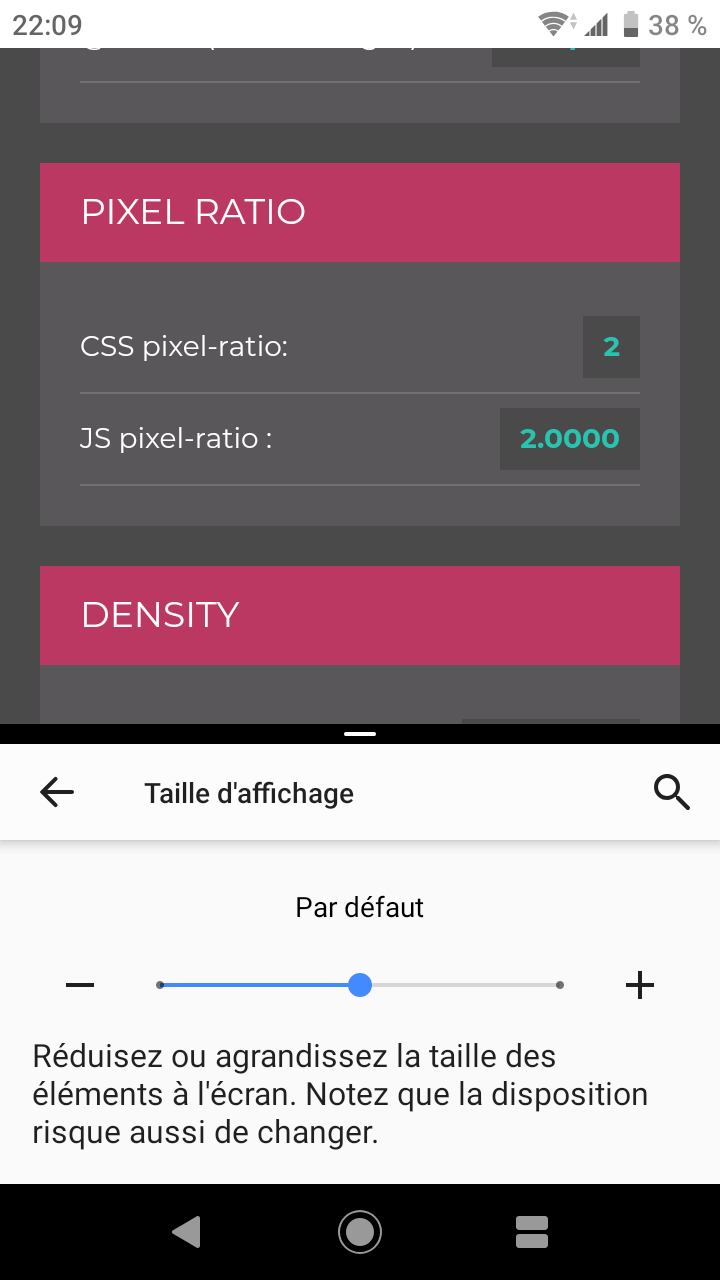 22:09
38 %
PIXEL RATIO
CSS pixel-ratio:
2
JS pixel-ratio :
2.0000
DENSITY
Taille d'affichage
Par défaut
Réduisez ou agrandissez la taille des
éléments à l'écran. Notez que la disposition
risque aussi de changer.